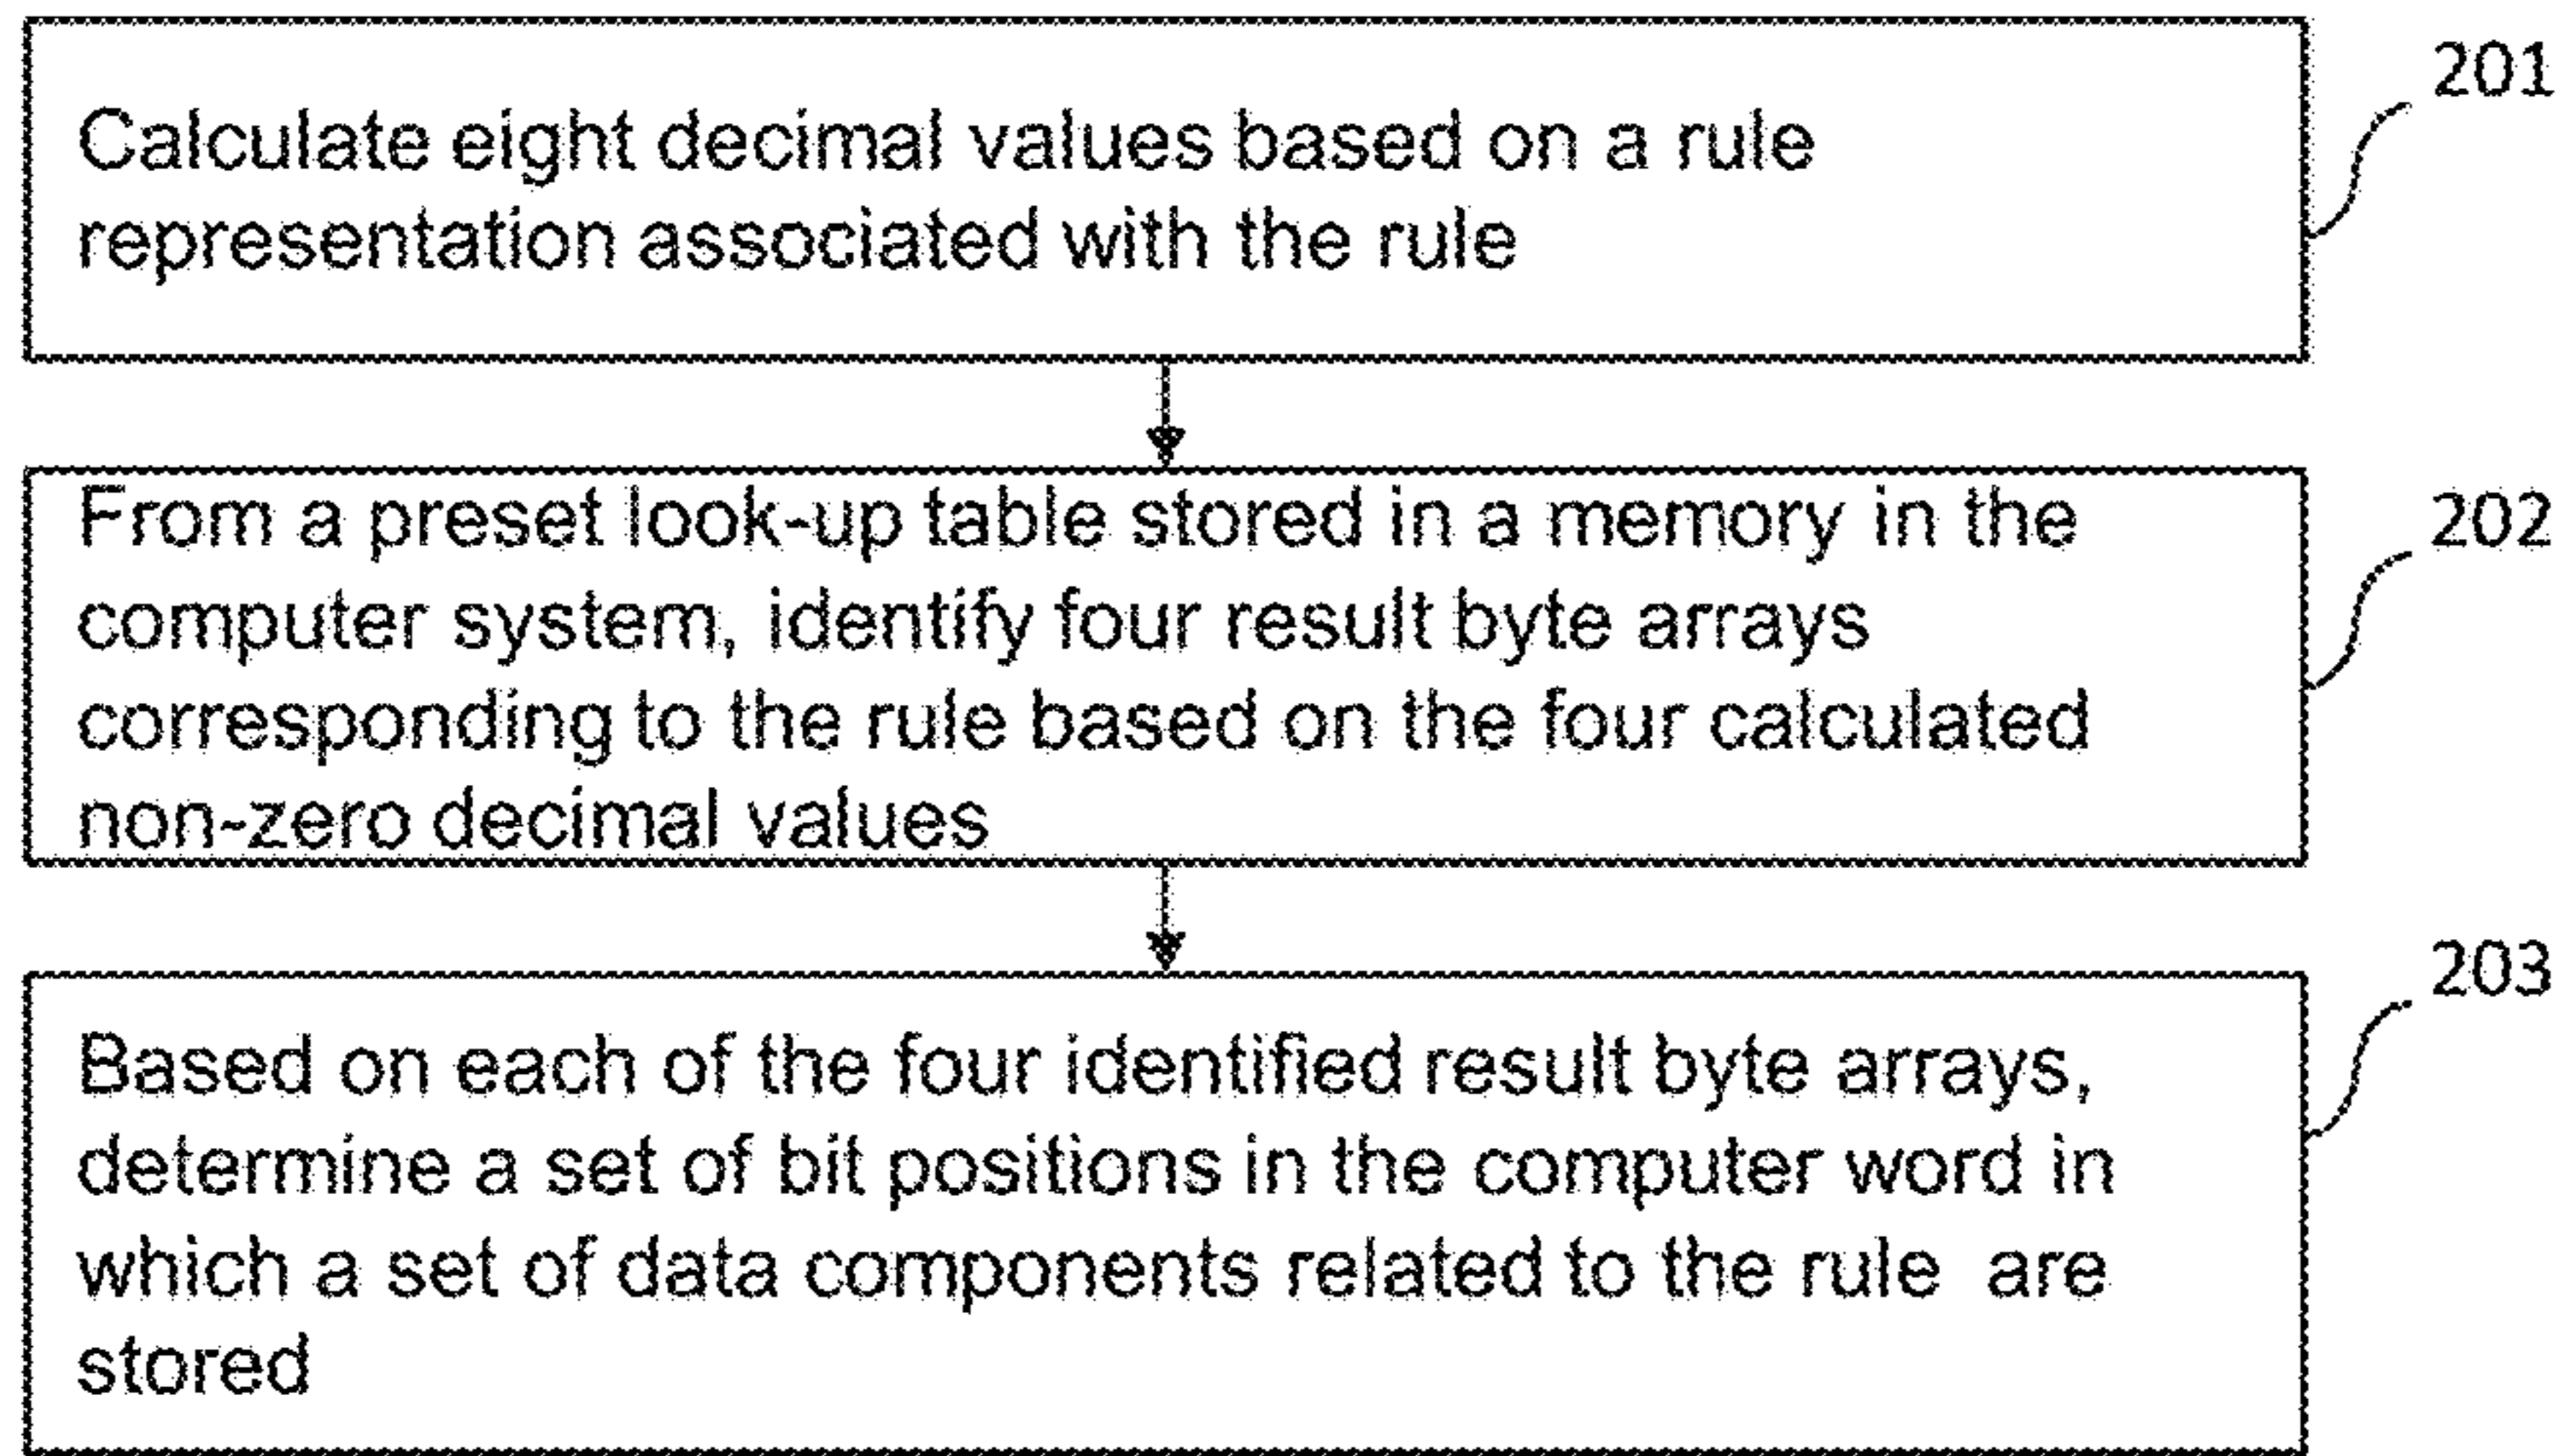 Calculate eight decimal values based on a rule
representation associated with the rule
201
From a preset look-up table stored in a memory in the
computer system, identify four result byte arrays
corresponding to the rule based on the four calculated
non-zero decimal values
202
Based on each of the four identified result byte arrays,
determine a set of bit positions in the computer word in
which a set of data components related to the rule are
stored
203